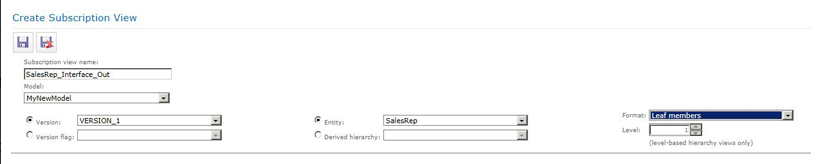 Create Subscription View
Subscription view name:
SalesRep_Interface_Out
Model:
MyNewModel
Version: VERSION_1
Version flag:
Entity: SalesRep
Derived hierarchy:
Format: Leaf members
Level: 1
(level-based hierarchy views only)